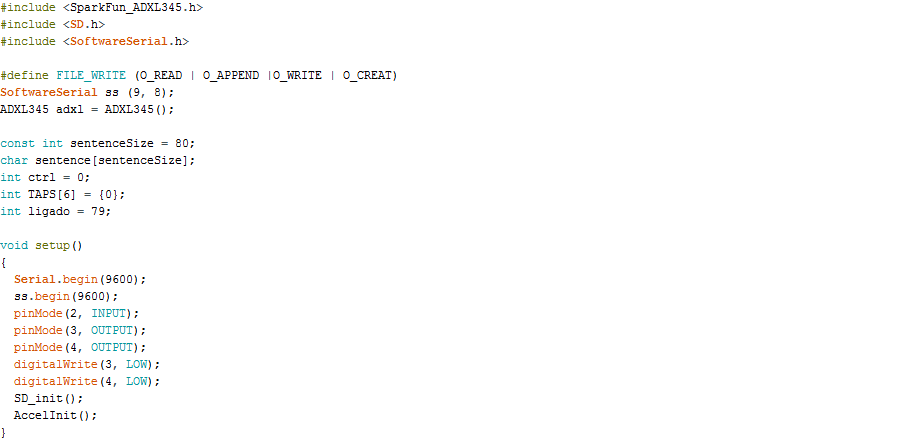 #include <SparkFun_ADXL345.h>
#include <SD.h>
#include <SoftwareSerial.h>

#define FILE_WRITE (O_READ | O_APPEND |O_WRITE | O_CREAT)
SoftwareSerial ss (9, 8);
ADXL345 adxl = ADXL345();

const int sentenceSize = 80;
char sentence[sentenceSize];
int ctrl = 0;
int TAPS[6] = {0};
int ligado = 79;

void setup()
{
  Serial.begin(9600);
  ss.begin(9600);
  pinMode(2, INPUT);
  pinMode(3, OUTPUT);
  pinMode(4, OUTPUT);
  digitalWrite(3, LOW);
  digitalWrite(4, LOW);
  SD_init();
  AccelInit();
}